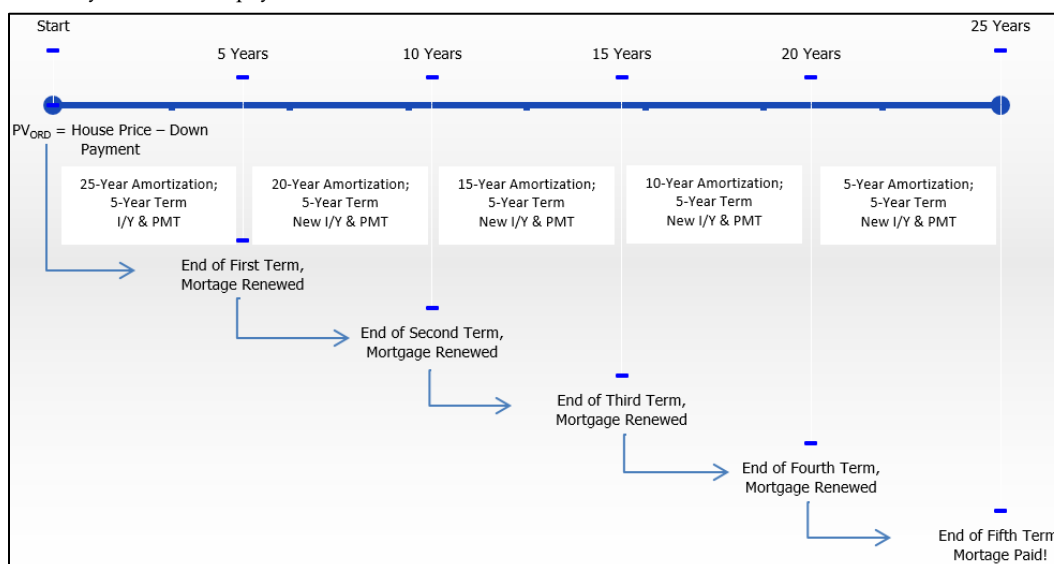 Start
25 Years
5 Years
10 Years
15 Years
20 Years
PVORD = House Price – Down
Payment
25-Year Amortization;
5-Year Term
I/Y & PMT
20-Year Amortization;
5-Year Term
New I/Y & PMT
15-Year Amortization;
5-Year Term
New I/Y & PMT
10-Year Amortization;
5-Year Term
New I/Y & PMT
5-Year Amortization;
5-Year Term
New I/Y & PMT
End of First Term,
Mortage Renewed
End of Second Term,
Mortgage Renewed
End of Third Term,
Mortgage Renewed
End of Fourth Term,
Mortgage Renewed
End of Fifth Term
Mortage Paid!